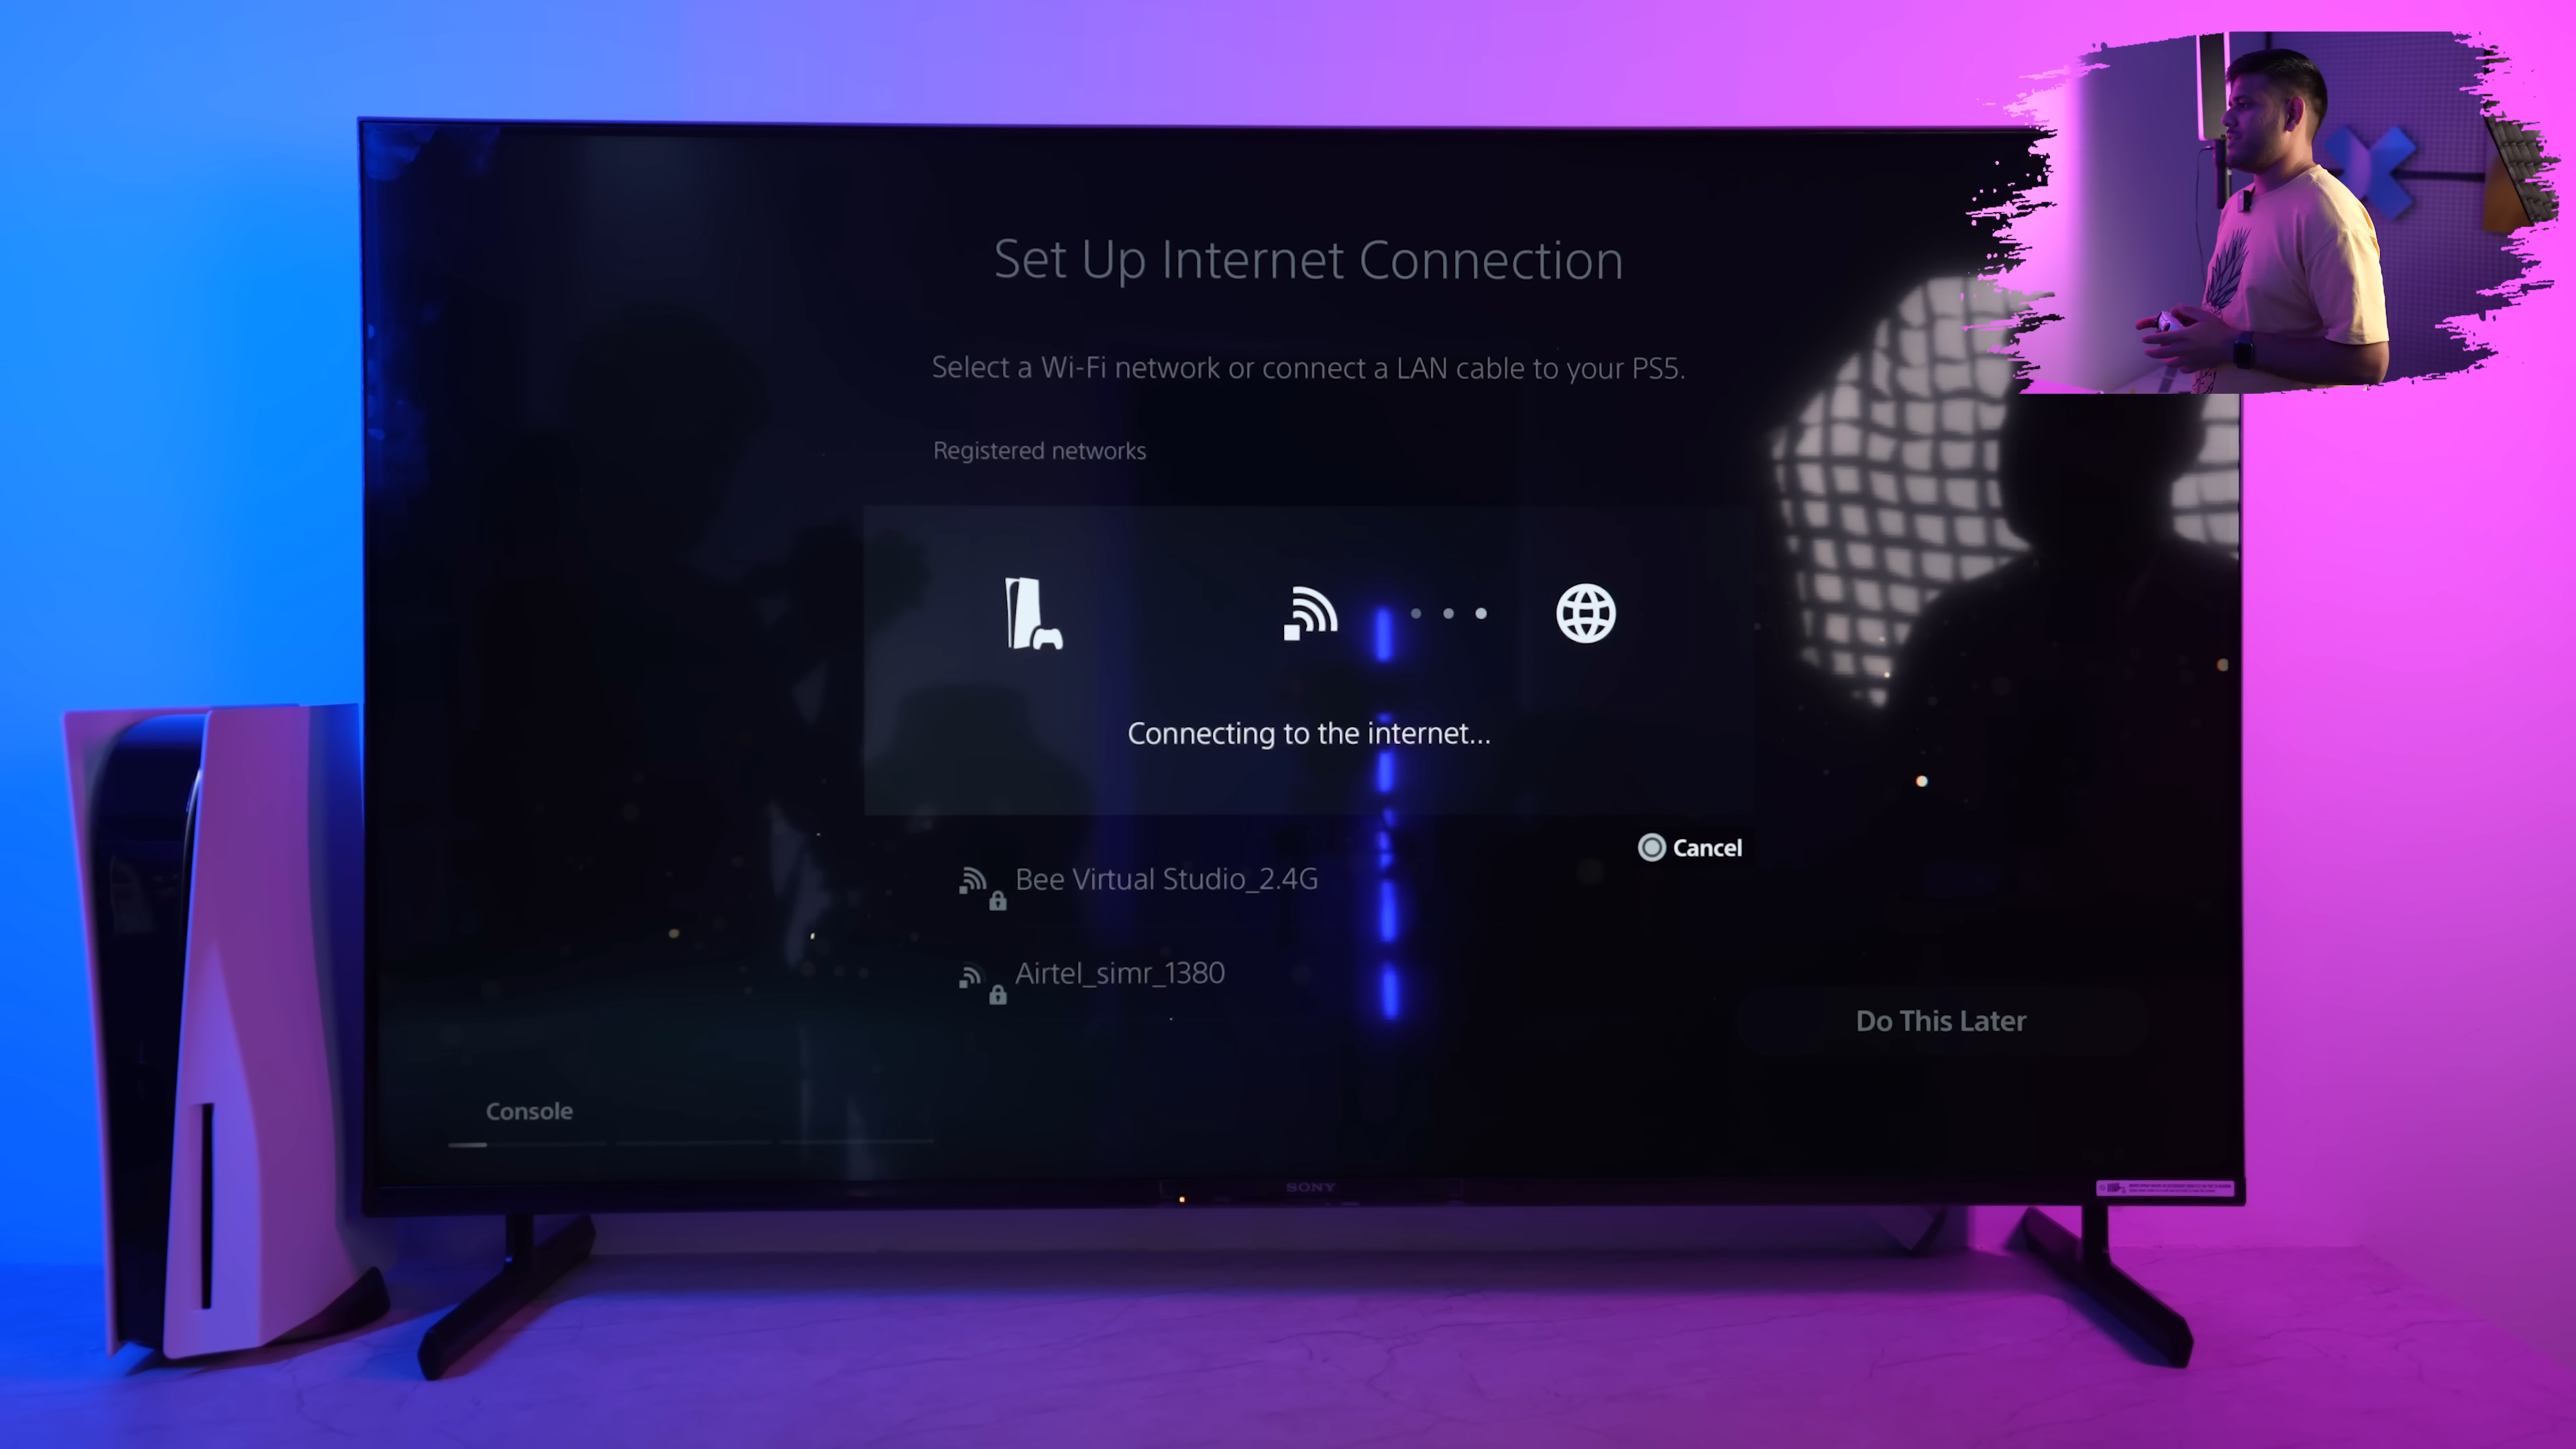 Set Up Internet Connection
Select a Wi-Fi network or connect a LAN cable to your PS5.
Registered networks
Connecting to the internet...
Cancel
Bee Virtual Studio_2.4G
Airtel_simr_1380
Do This Later
Console
SONY